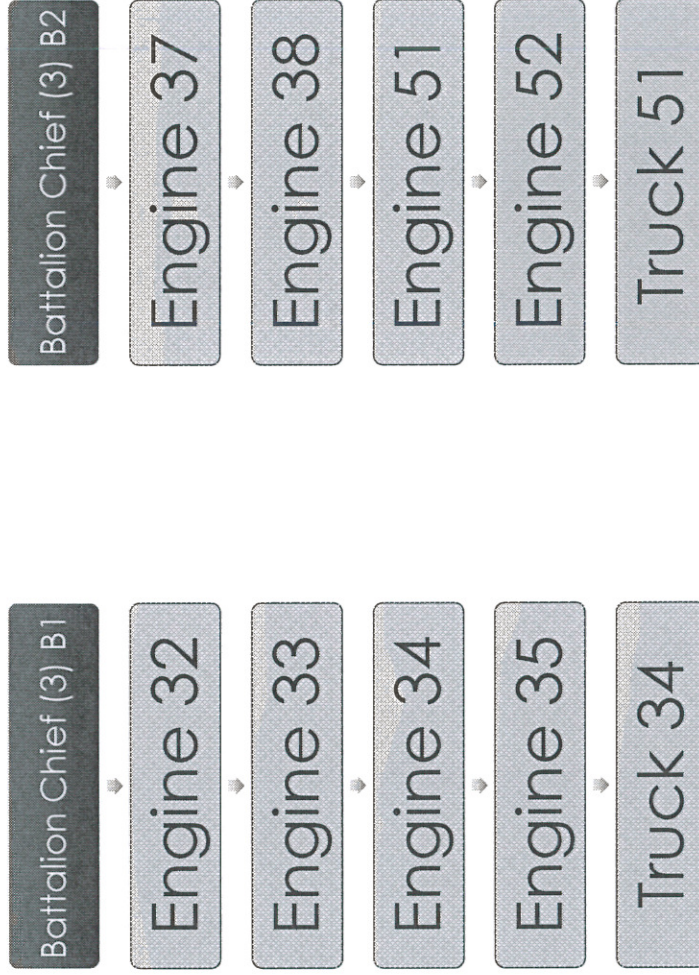 Battalion Chief (3) B1
Engine 32
Engine 33
Engine 34
Engine 35
Truck 34
Battalion Chief (3) B2
Engine 37
Engine 38
Engine 51
Engine 52
Truck 51